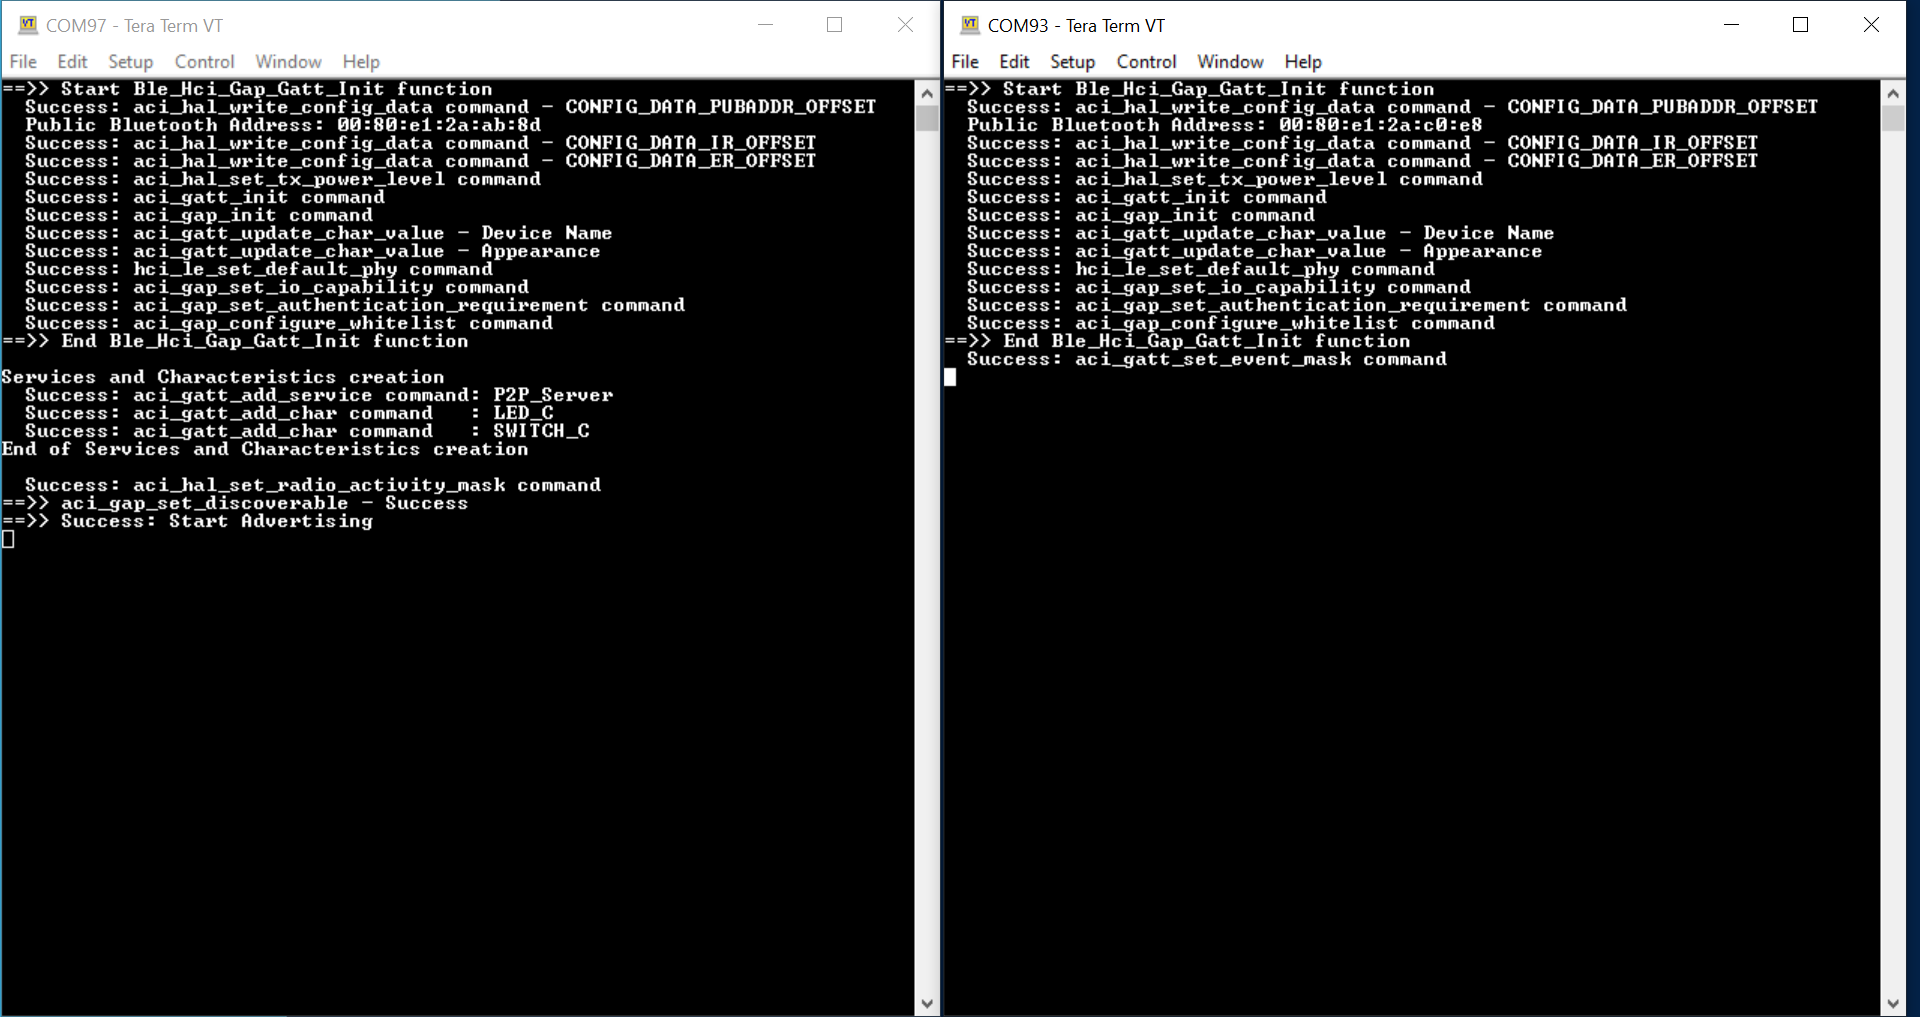 COM97 - Tera Term VT
File Edit Setup Control Window Help
==>> Start Ble_Hci_Gap_Gatt_Init function
  Success: aci_hal_write_config_data command - CONFIG_DATA_PUBADDR_OFFSET
  Public Bluetooth Address: 00:80:e1:2a:ab:8d
  Success: aci_hal_write_config_data command - CONFIG_DATA_IR_OFFSET
  Success: aci_hal_write_config_data command - CONFIG_DATA_ER_OFFSET
  Success: aci_hal_set_tx_power_level command
  Success: aci_gatt_init command
  Success: aci_gap_init command
  Success: aci_gatt_update_char_value - Device Name
  Success: aci_gatt_update_char_value - Appearance
  Success: hci_le_set_default_phy command
  Success: aci_gap_set_io_capability command
  Success: aci_gap_set_authentication_requirement command
  Success: aci_gap_configure_whitelist command
==>> End Ble_Hci_Gap_Gatt_Init function
Services and Characteristics creation
  Success: aci_gatt_add_service command: P2P_Server
  Success: aci_gatt_add_char command   : LED_C
  Success: aci_gatt_add_char command   : SWITCH_C
End of Services and Characteristics creation
  Success: aci_hal_set_radio_activity_mask command
==>> aci_gap_set_discoverable - Success
==>> Success: Start Advertising
COM93 - Tera Term VT
File Edit Setup Control Window Help
==>> Start Ble_Hci_Gap_Gatt_Init function
  Success: aci_hal_write_config_data command - CONFIG_DATA_PUBADDR_OFFSET
  Public Bluetooth Address: 00:80:e1:2a:c0:e8
  Success: aci_hal_write_config_data command - CONFIG_DATA_IR_OFFSET
  Success: aci_hal_write_config_data command - CONFIG_DATA_ER_OFFSET
  Success: aci_hal_set_tx_power_level command
  Success: aci_gatt_init command
  Success: aci_gap_init command
  Success: aci_gatt_update_char_value - Device Name
  Success: aci_gatt_update_char_value - Appearance
  Success: hci_le_set_default_phy command
  Success: aci_gap_set_io_capability command
  Success: aci_gap_set_authentication_requirement command
  Success: aci_gap_configure_whitelist command
==>> End Ble_Hci_Gap_Gatt_Init function
  Success: aci_gatt_set_event_mask command